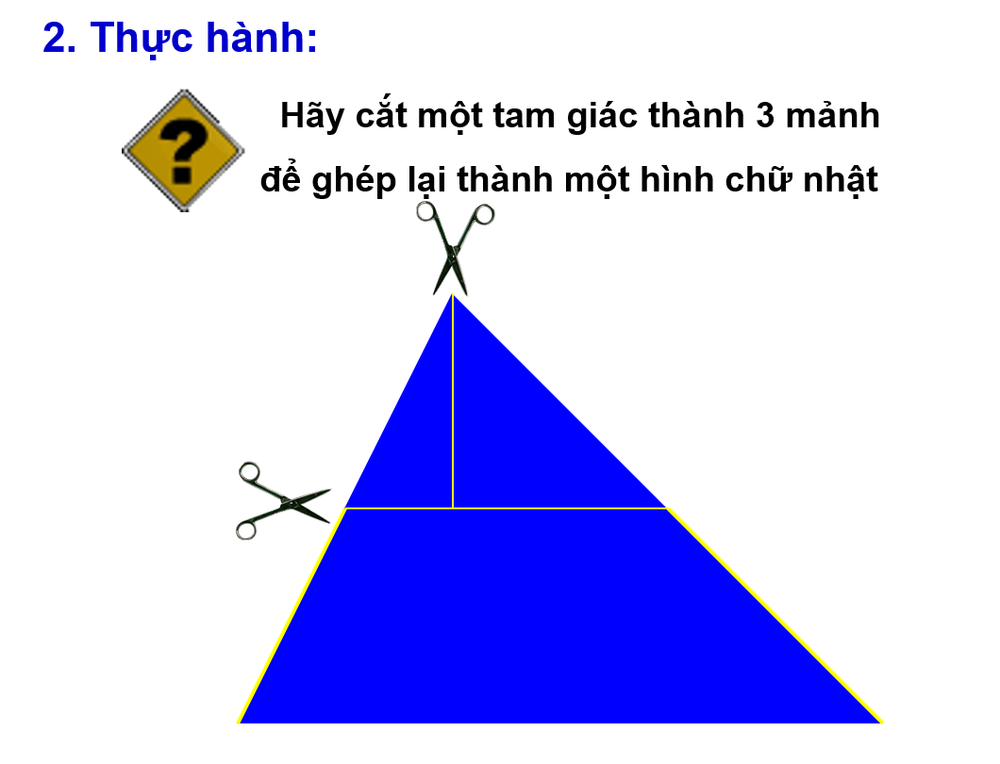 2. Thực hành:
?
Hãy cắt một tam giác thành 3 mảnh
để ghép lại thành một hình chữ nhật